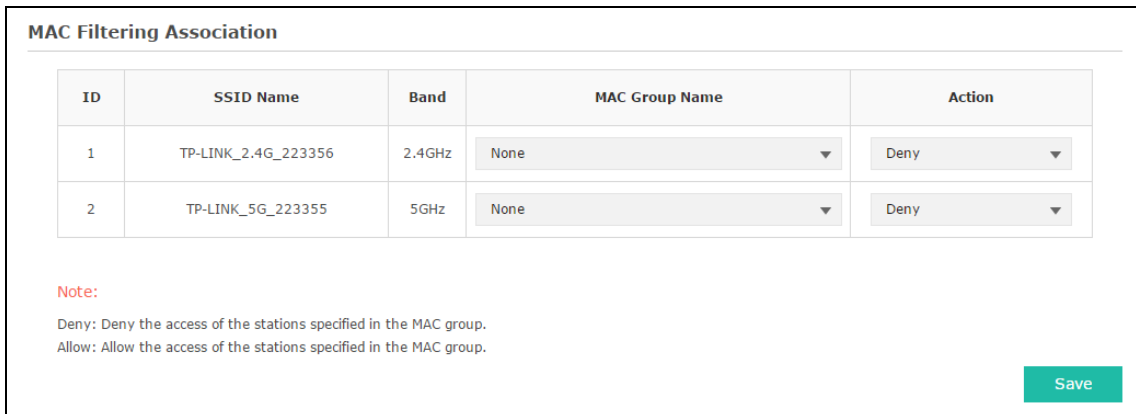 MAC Filtering Association
ID SSID Name Band MAC Group Name Action
1 TP-LINK_2.4G_223356 2.4GHz None Deny
2 TP-LINK_5G_223355 5GHz None Deny
Note:
Deny: Deny the access of the stations specified in the MAC group.
Allow: Allow the access of the stations specified in the MAC group.
Save